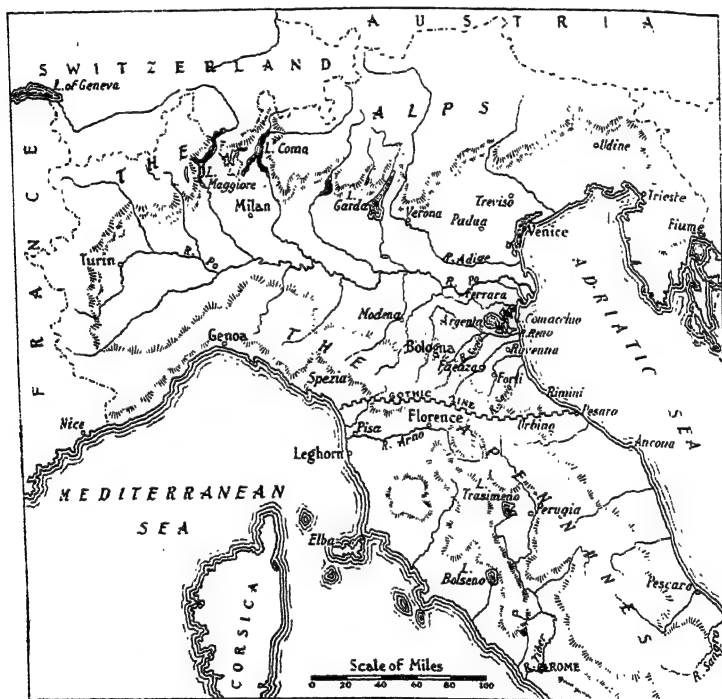 AUSTRIA
SWITZERLAND
L. of Geneva
ALPS
Udine
THE
L. Coma
L. Maggiore
L. Garda
Treviso
Trieste
Milan
Verona
Padua
Venice
Fiume
FRANCE
Turin
R. Po
R. Adige
R. Po
Ferrara
ADRIATIC SEA
Modena
Argenta
Comacchio
Reno
THE
Genoa
Bologna
Ravenna
Faenza
Forli
Spezia
Rimini
GOTHIC LINE
Pesaro
Nice
Pisa
Florence
Urbino
R. Arno
Ancona
Leghorn
APENNINES
MEDITERRANEAN
SEA
L.
Trasimeno
Perugia
Elba
L.
Bolseno
Pescara
CORSICA
R. Tiber
R. Sangro
ROME
Scale of Miles
0 20 40 60 100